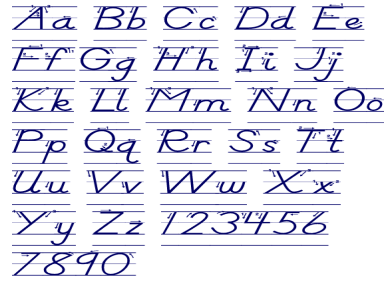 Aa Bb Cc Dd Ee
Ff Gg Hh Ii Jj
Kk Ll Mm Nn Oo
Pp Qq Rr Ss Tt
Uu Vv Ww Xx
Yy Zz 123456
7890